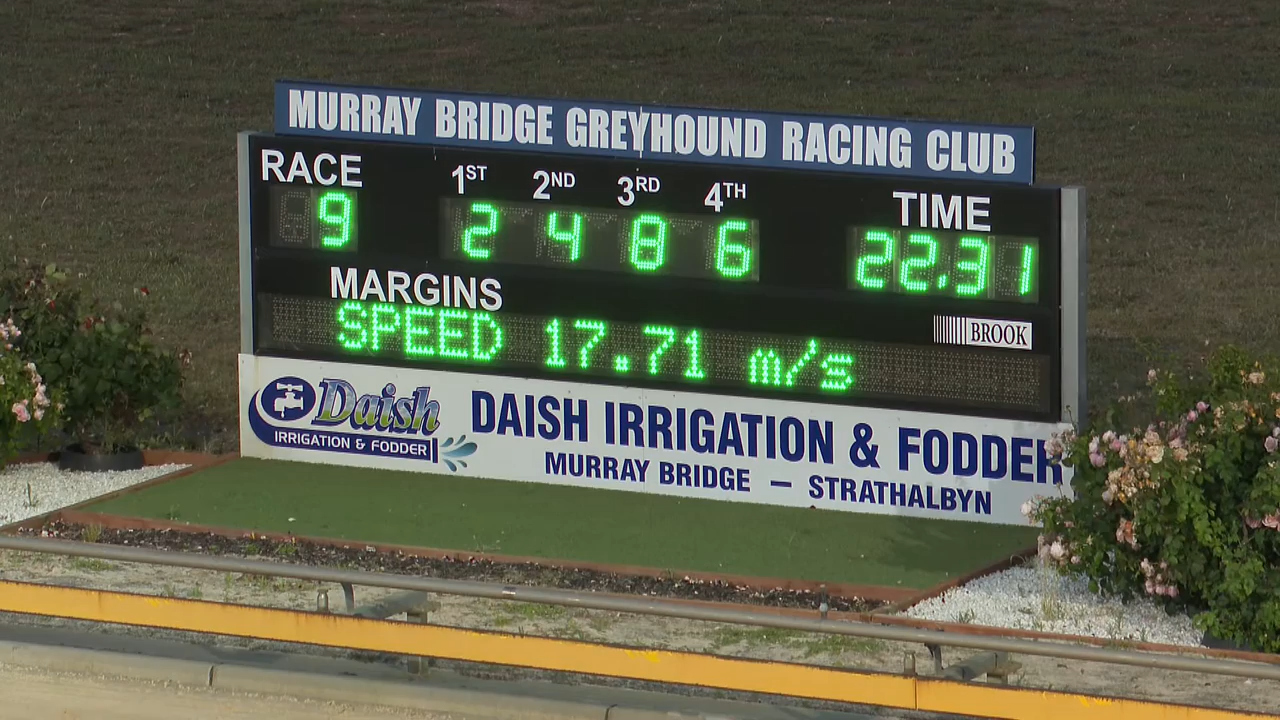 MURRAY BRIDGE GREYHOUND RACING CLUB
RACE 1ST 2ND 3RD 4TH TIME
9 2 4 8 6 22.31
MARGINS
BROOK
SPEED 17.71 m/s
Daish
IRRIGATION & FODDER
DAISH IRRIGATION & FODDER
MURRAY BRIDGE — STRATHALBYN